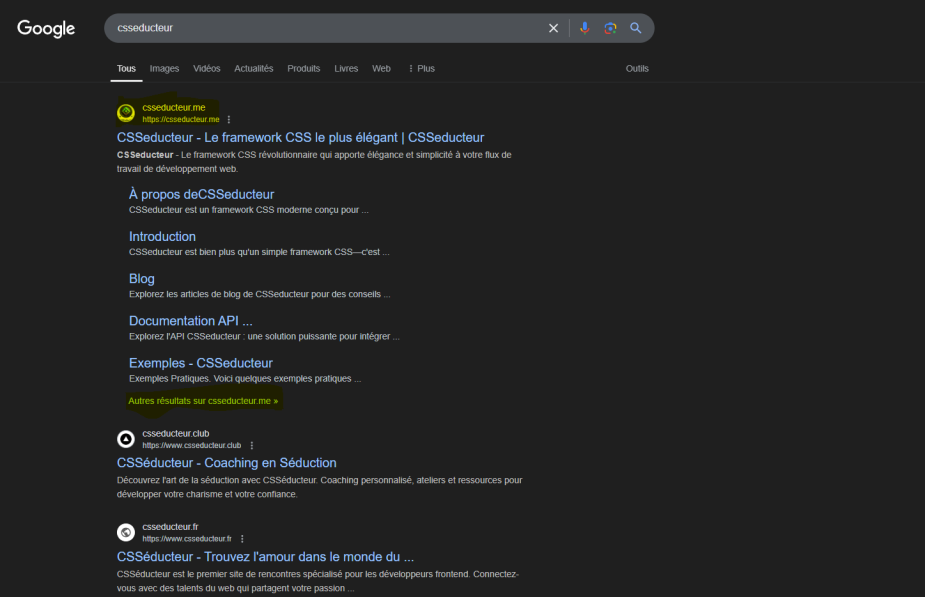 Google
csseducteur
Tous Images Vidéos Actualités Produits Livres Web Plus Outils
csseducteur.me
https://csseducteur.me
CSSeducteur - Le framework CSS le plus élégant | CSSeducteur
CSSeducteur - Le framework CSS révolutionnaire qui apporte élégance et simplicité à votre flux de
travail de développement web.
À propos deCSSeducteur
CSSeducteur est un framework CSS moderne conçu pour ...
Introduction
CSSeducteur est bien plus qu'un simple framework CSS—c'est ...
Blog
Explorez les articles de blog de CSSeducteur pour des conseils ...
Documentation API ...
Explorez l'API CSSeducteur : une solution puissante pour intégrer ...
Exemples - CSSeducteur
Exemples Pratiques. Voici quelques exemples pratiques ...
Autres résultats sur csseducteur.me »
csseducteur.club
https://www.csseducteur.club
CSSéducteur - Coaching en Séduction
Découvrez l'art de la séduction avec CSSéducteur. Coaching personnalisé, ateliers et ressources pour
développer votre charisme et votre confiance.
csseducteur.fr
https://www.csseducteur.fr
CSSéducteur - Trouvez l'amour dans le monde du ...
CSSéducteur est le premier site de rencontres spécialisé pour les développeurs frontend. Connectez-
vous avec des talents du web qui partagent votre passion ...